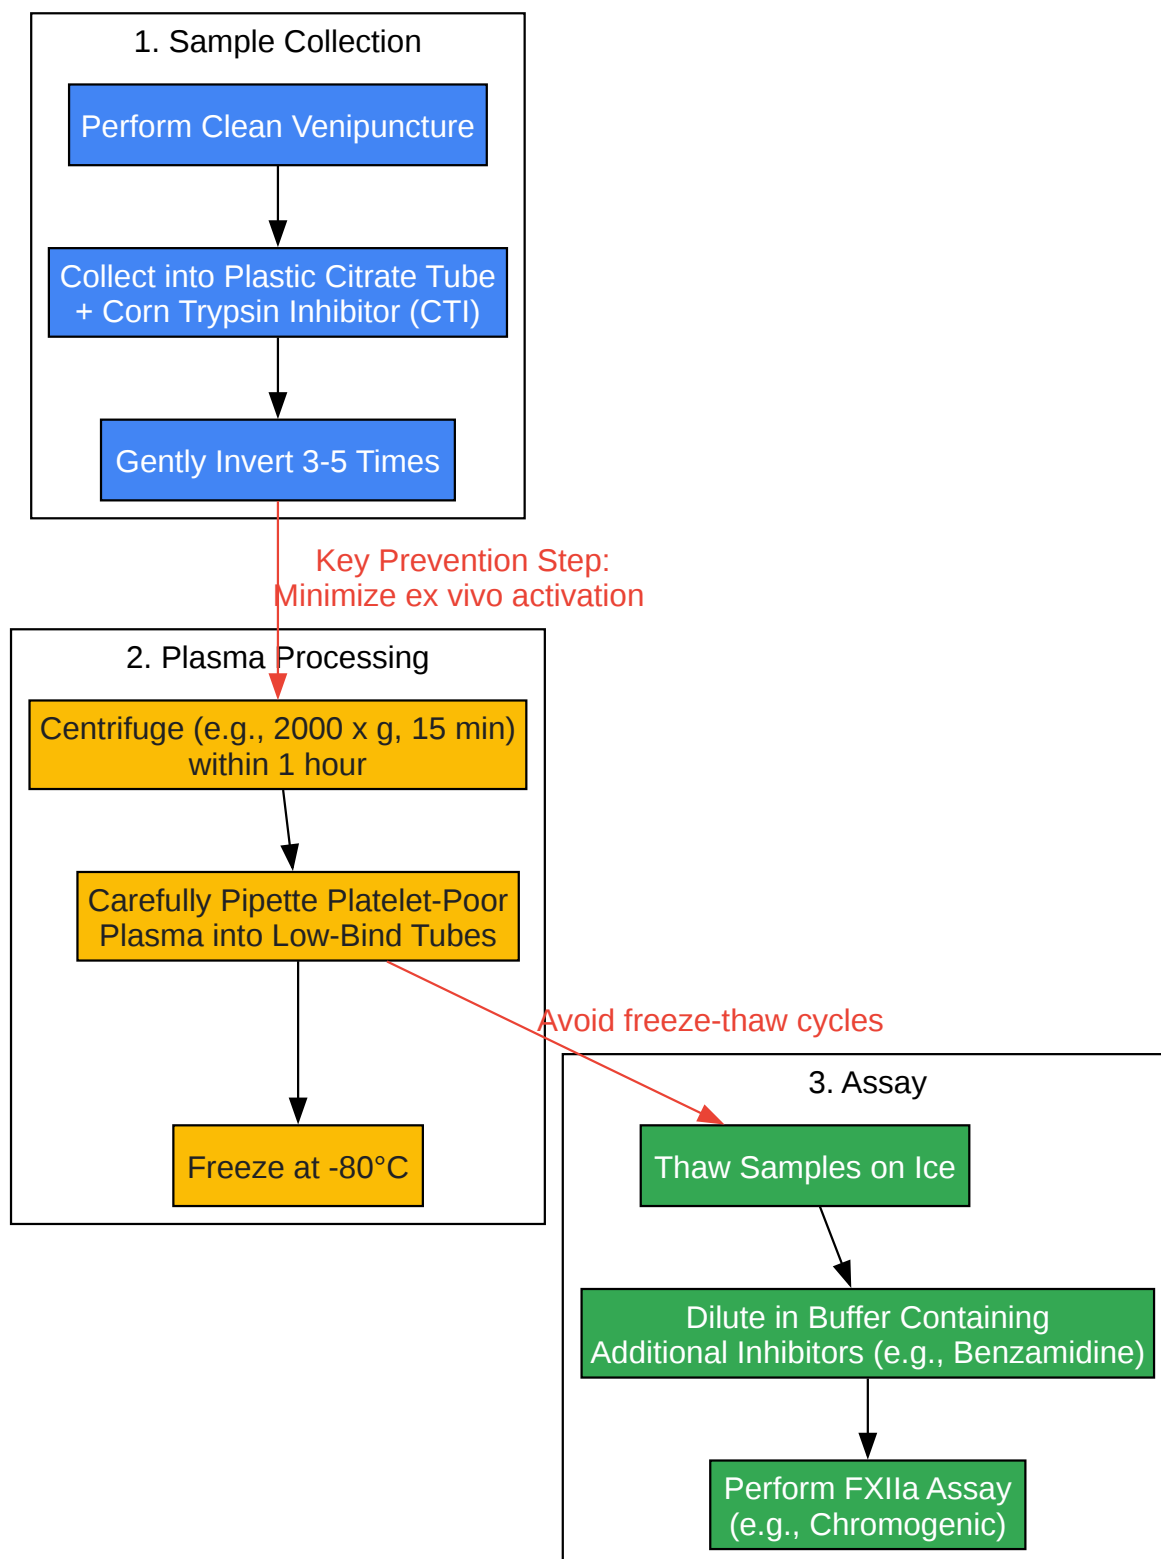 1. Sample Collection
Perform Clean Venipuncture
Collect into Plastic Citrate Tube
+ Corn Trypsin Inhibitor (CTI)
Gently Invert 3-5 Times
Key Prevention Step:
Minimize ex vivo activation
2. Plasma Processing
Centrifuge (e.g., 2000 x g, 15 min)
within 1 hour
Carefully Pipette Platelet-Poor
Plasma into Low-Bind Tubes
Avoid freeze-thaw cycles
Freeze at -80°C
3. Assay
Thaw Samples on Ice
Dilute in Buffer Containing
Additional Inhibitors (e.g., Benzamidine)
Perform FXIIa Assay
(e.g., Chromogenic)